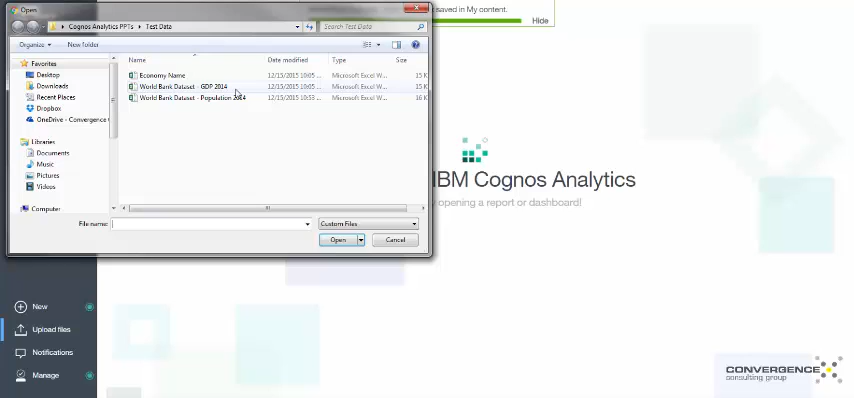 Open
saved in My content.
Hide
Cognos Analytics PPTs ▸ Test Data
Search Test Data
Organize
New folder
Name
Date modified
Type
Size
Favorites
Desktop
Downloads
Recent Places
Dropbox
OneDrive - Convergence
Libraries
Documents
Music
Pictures
Videos
Computer
Economy Name 12/15/2015 10:05 ... Microsoft Excel W... 15 K
World Bank Dataset - GDP 2014 12/15/2015 10:05 ... Microsoft Excel W... 15 K
World Bank Dataset - Population 2014 12/15/2015 10:53 ... Microsoft Excel W... 16 K
File name:
Custom Files
Open
Cancel
IBM Cognos Analytics
opening a report or dashboard!
New
Upload files
Notifications
Manage
CONVERGENCE
consulting group